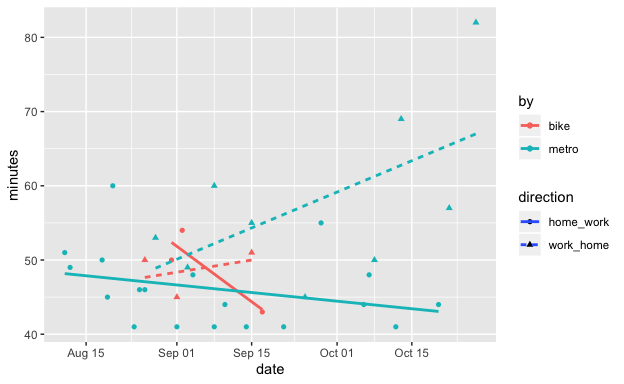 80
70
60
50
40
minutes
Aug 15
Sep 01
Sep 15
Oct 01
Oct 15
date
by
bike
metro
direction
home_work
work_home